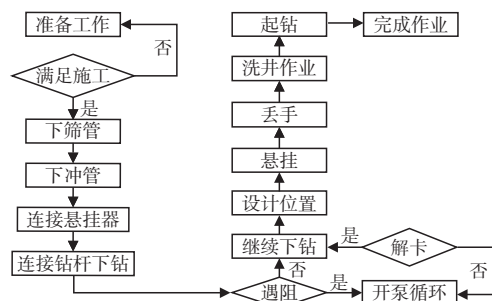 准备工作
否
满足施工
是
下筛管
下冲管
连接悬挂器
连接钻杆下钻
遇阻
是
开泵循环
否
解卡
是
否
继续下钻
设计位置
悬挂
丢手
洗井作业
起钻
完成作业